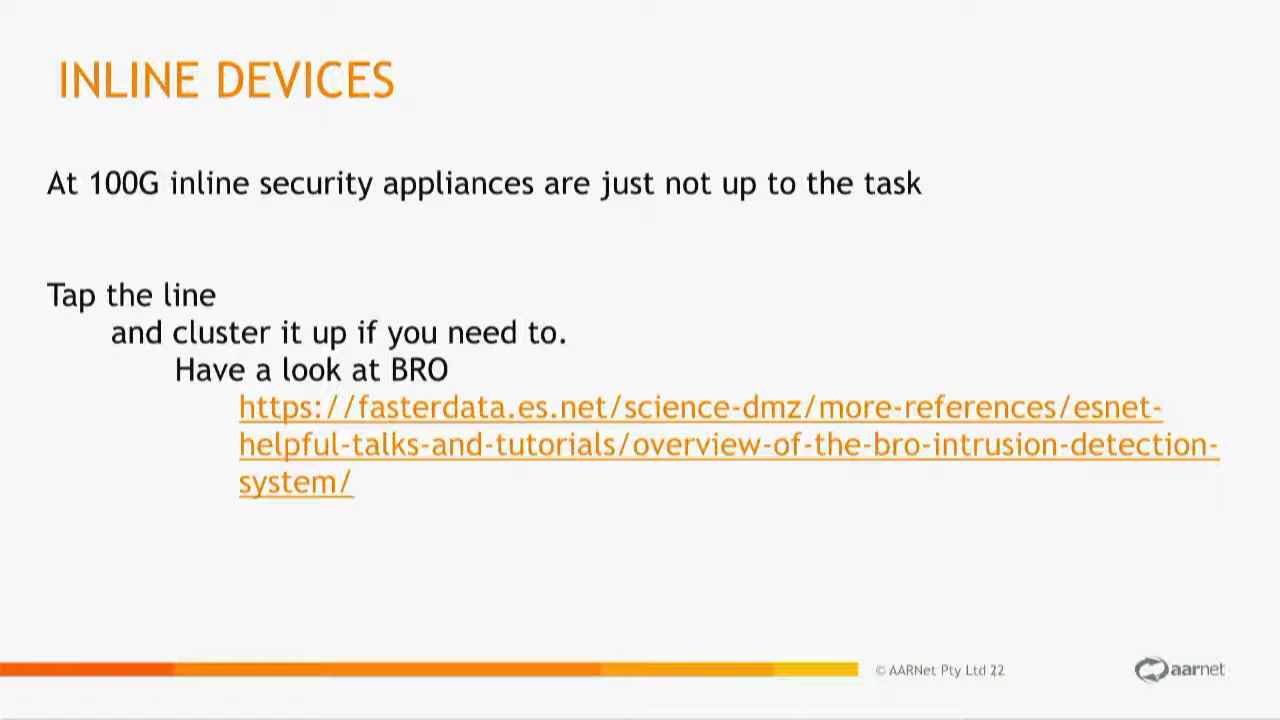 INLINE DEVICES
At 100G inline security appliances are just not up to the task
Tap the line
and cluster it up if you need to.
Have a look at BRO
https://fasterdata.es.net/science-dmz/more-references/esnet-
helpful-talks-and-tutorials/overview-of-the-bro-intrusion-detection-
system/
© AARNet Pty Ltd 22
aarnet